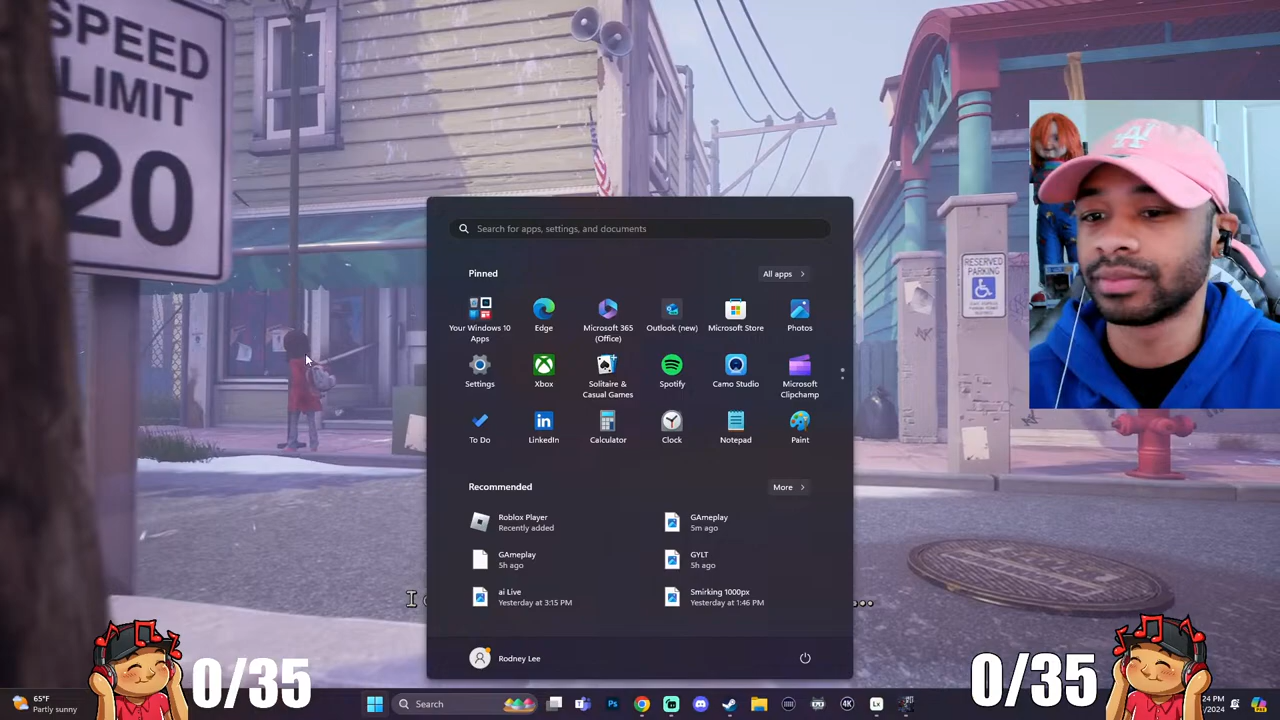 SPEED
LIMIT
20
RESERVED
PARKING
Search for apps, settings, and documents
Pinned
All apps
Your Windows 10
Apps
Edge
Microsoft 365
(Office)
Outlook (new)
Microsoft Store
Photos
Settings
Xbox
Solitaire &
Casual Games
Spotify
Camo Studio
Microsoft
Clipchamp
To Do
LinkedIn
Calculator
Clock
Notepad
Paint
Recommended
More
Roblox Player
Recently added
GAmeplay
5m ago
GAmeplay
5h ago
GYLT
5h ago
ai Live
Yesterday at 3:15 PM
Smirking 1000px
Yesterday at 1:46 PM
I
...
Rodney Lee
0/35
0/35
65°F
Partly sunny
Search
24 PM
/2024